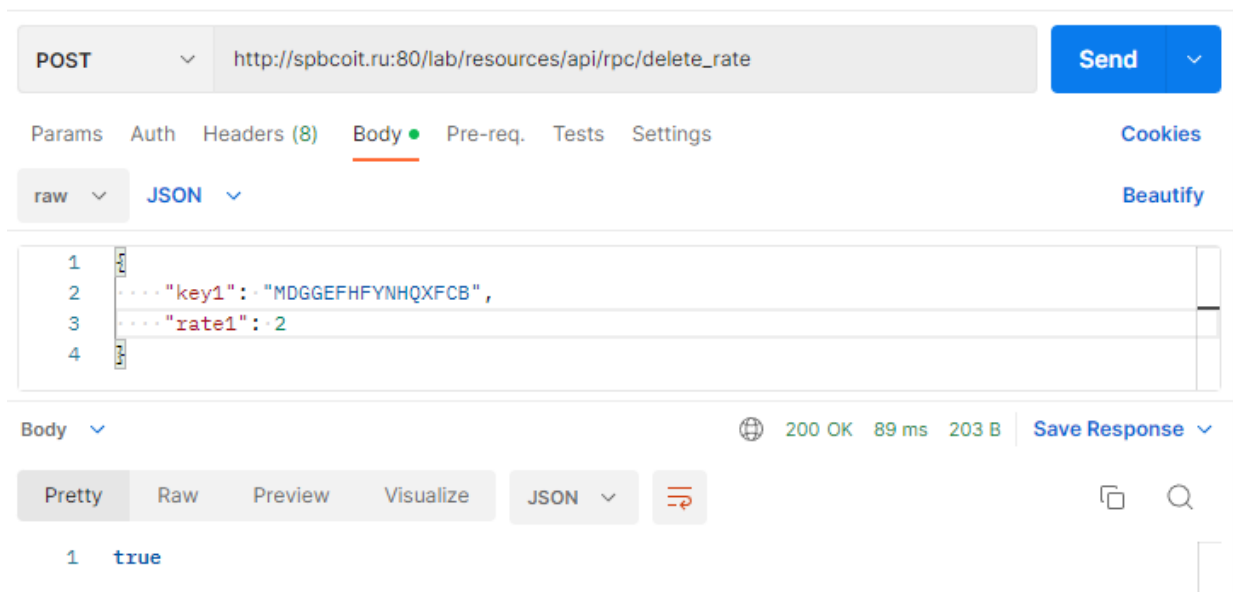 POST http://spbcoit.ru:80/lab/resources/api/rpc/delete_rate Send
Params Auth Headers (8) Body Pre-req. Tests Settings Cookies
raw JSON Beautify
1 {
2 "key1": "MDGGEFHFYNHQXFCB",
3 "rate1": 2
4 }
Body 200 OK 89 ms 203 B Save Response
Pretty Raw Preview Visualize JSON
1 true